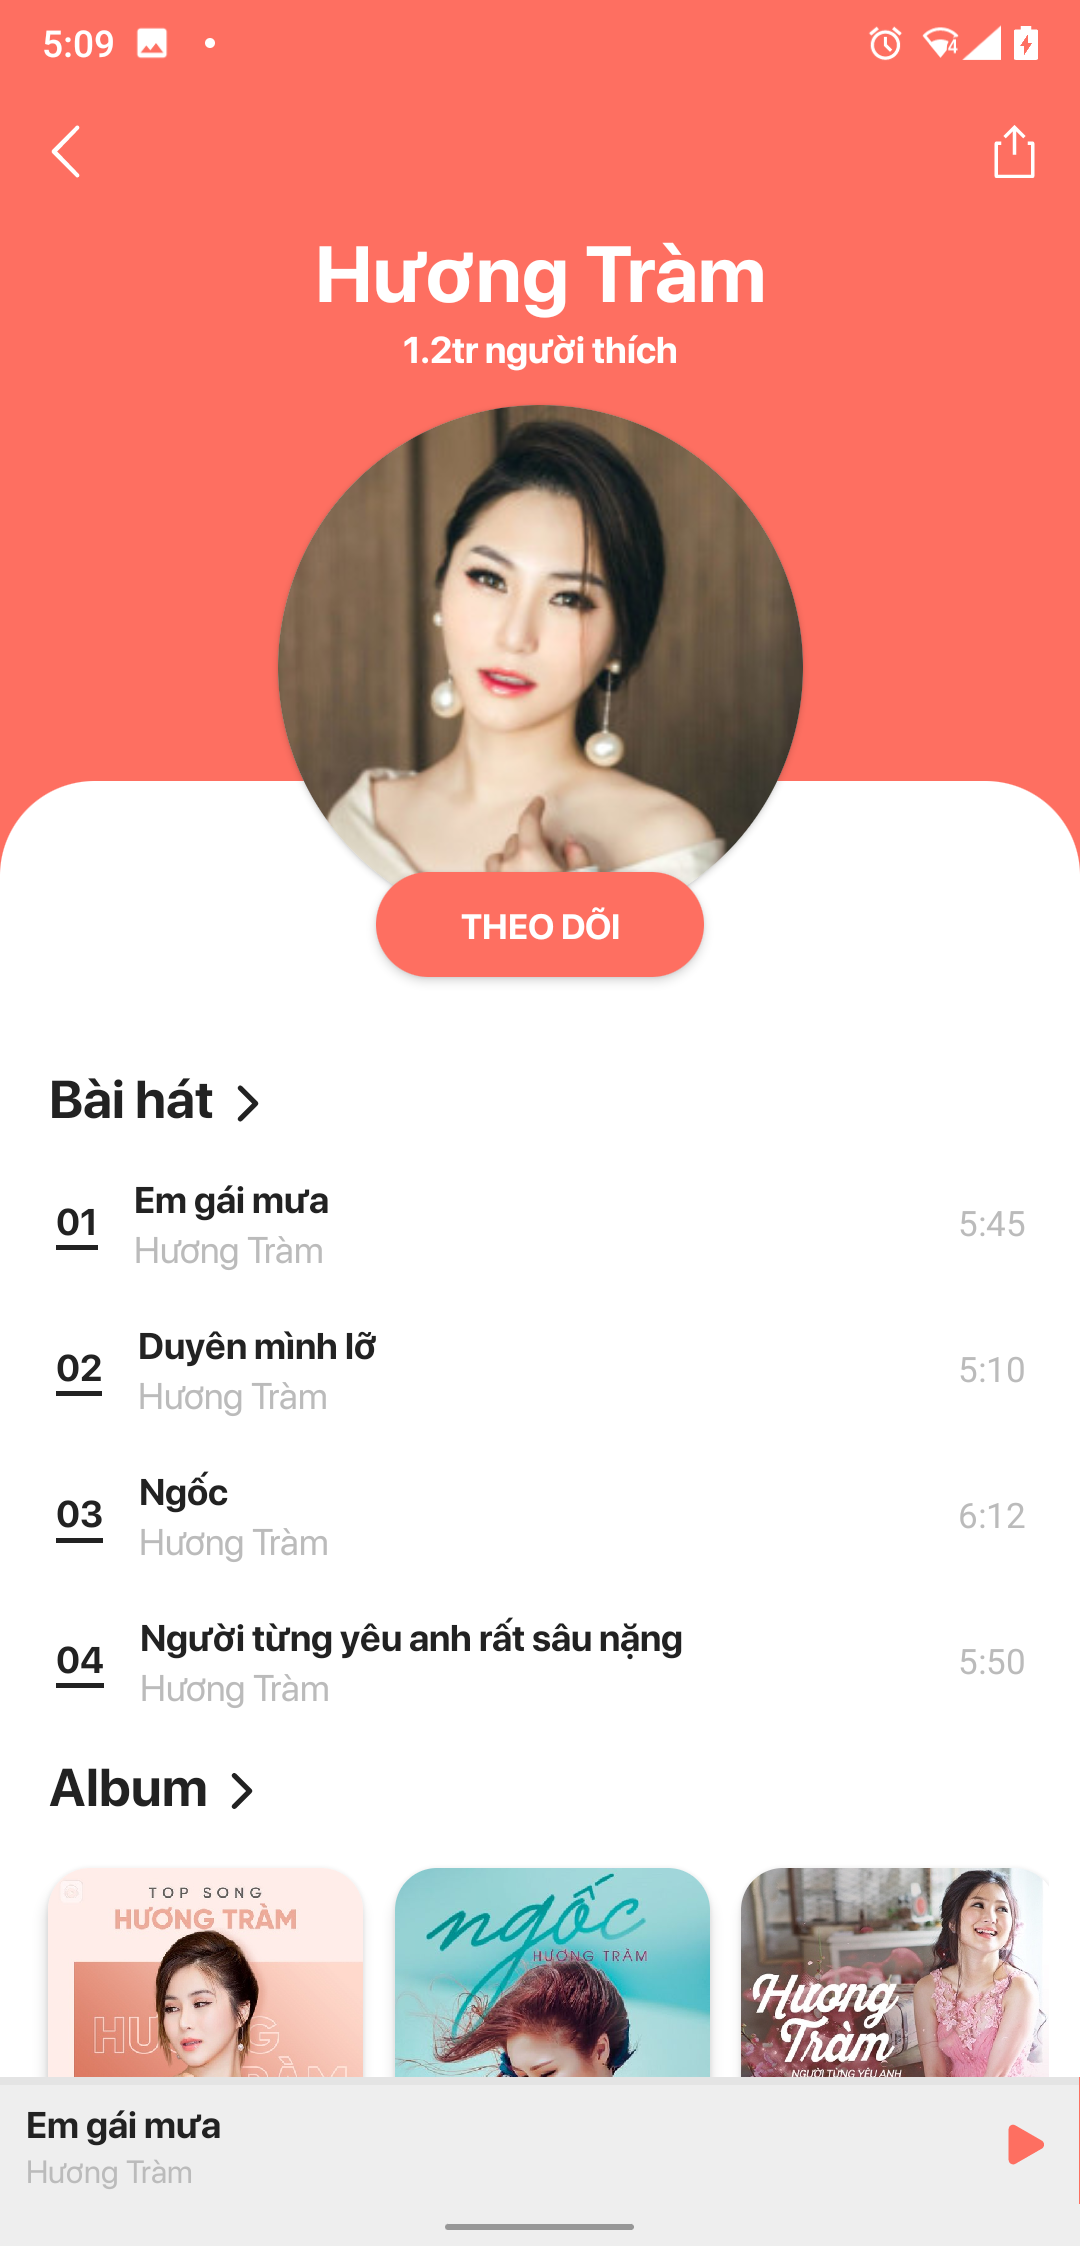 5:09
4
Hương Tràm
1.2tr người thích
THEO DÕI
Bài hát
01
Em gái mưa
Hương Tràm
5:45
02
Duyên mình lỡ
Hương Tràm
5:10
03
Ngốc
Hương Tràm
6:12
04
Người từng yêu anh rất sâu nặng
Hương Tràm
5:50
Album
TOP SONG
HƯƠNG TRÀM
ngốc
HƯƠNG TRÀM
Hương
Tràm
NGƯỜI TỪNG YÊU ANH
Em gái mưa
Hương Tràm